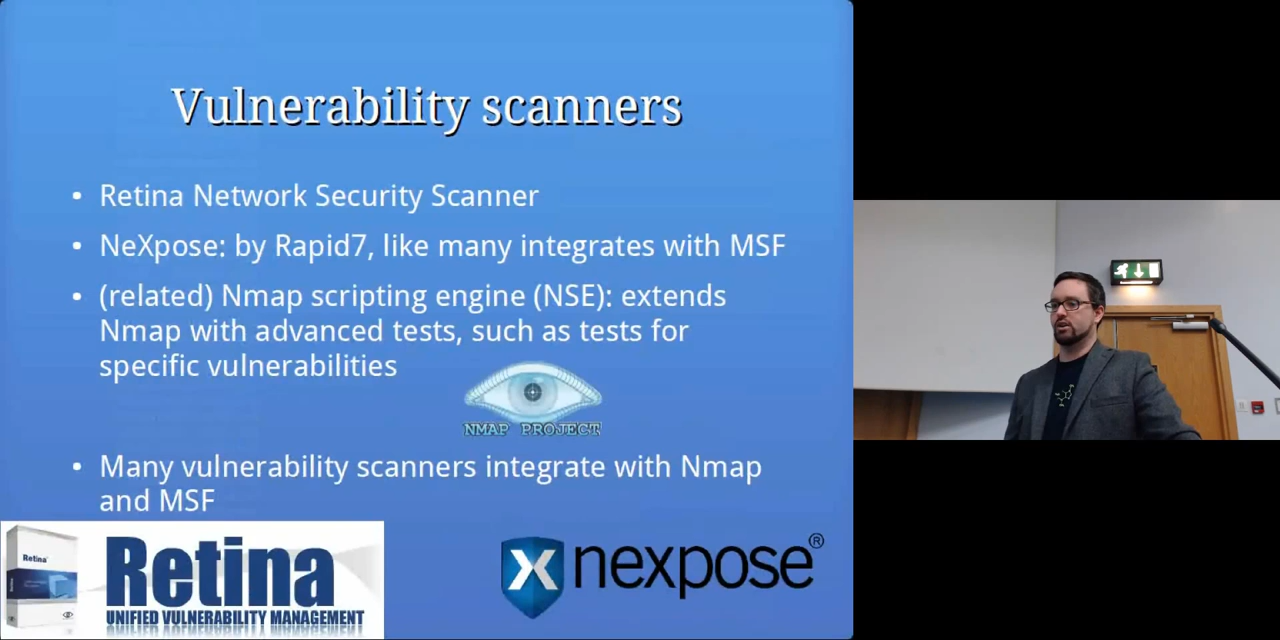 Vulnerability scanners
• Retina Network Security Scanner
• NeXpose: by Rapid7, like many integrates with MSF
• (related) Nmap scripting engine (NSE): extends
Nmap with advanced tests, such as tests for
specific vulnerabilities
NMAP PROJECT
• Many vulnerability scanners integrate with Nmap
and MSF
Retina
Retina
UNIFIED VULNERABILITY MANAGEMENT
X nexpose®